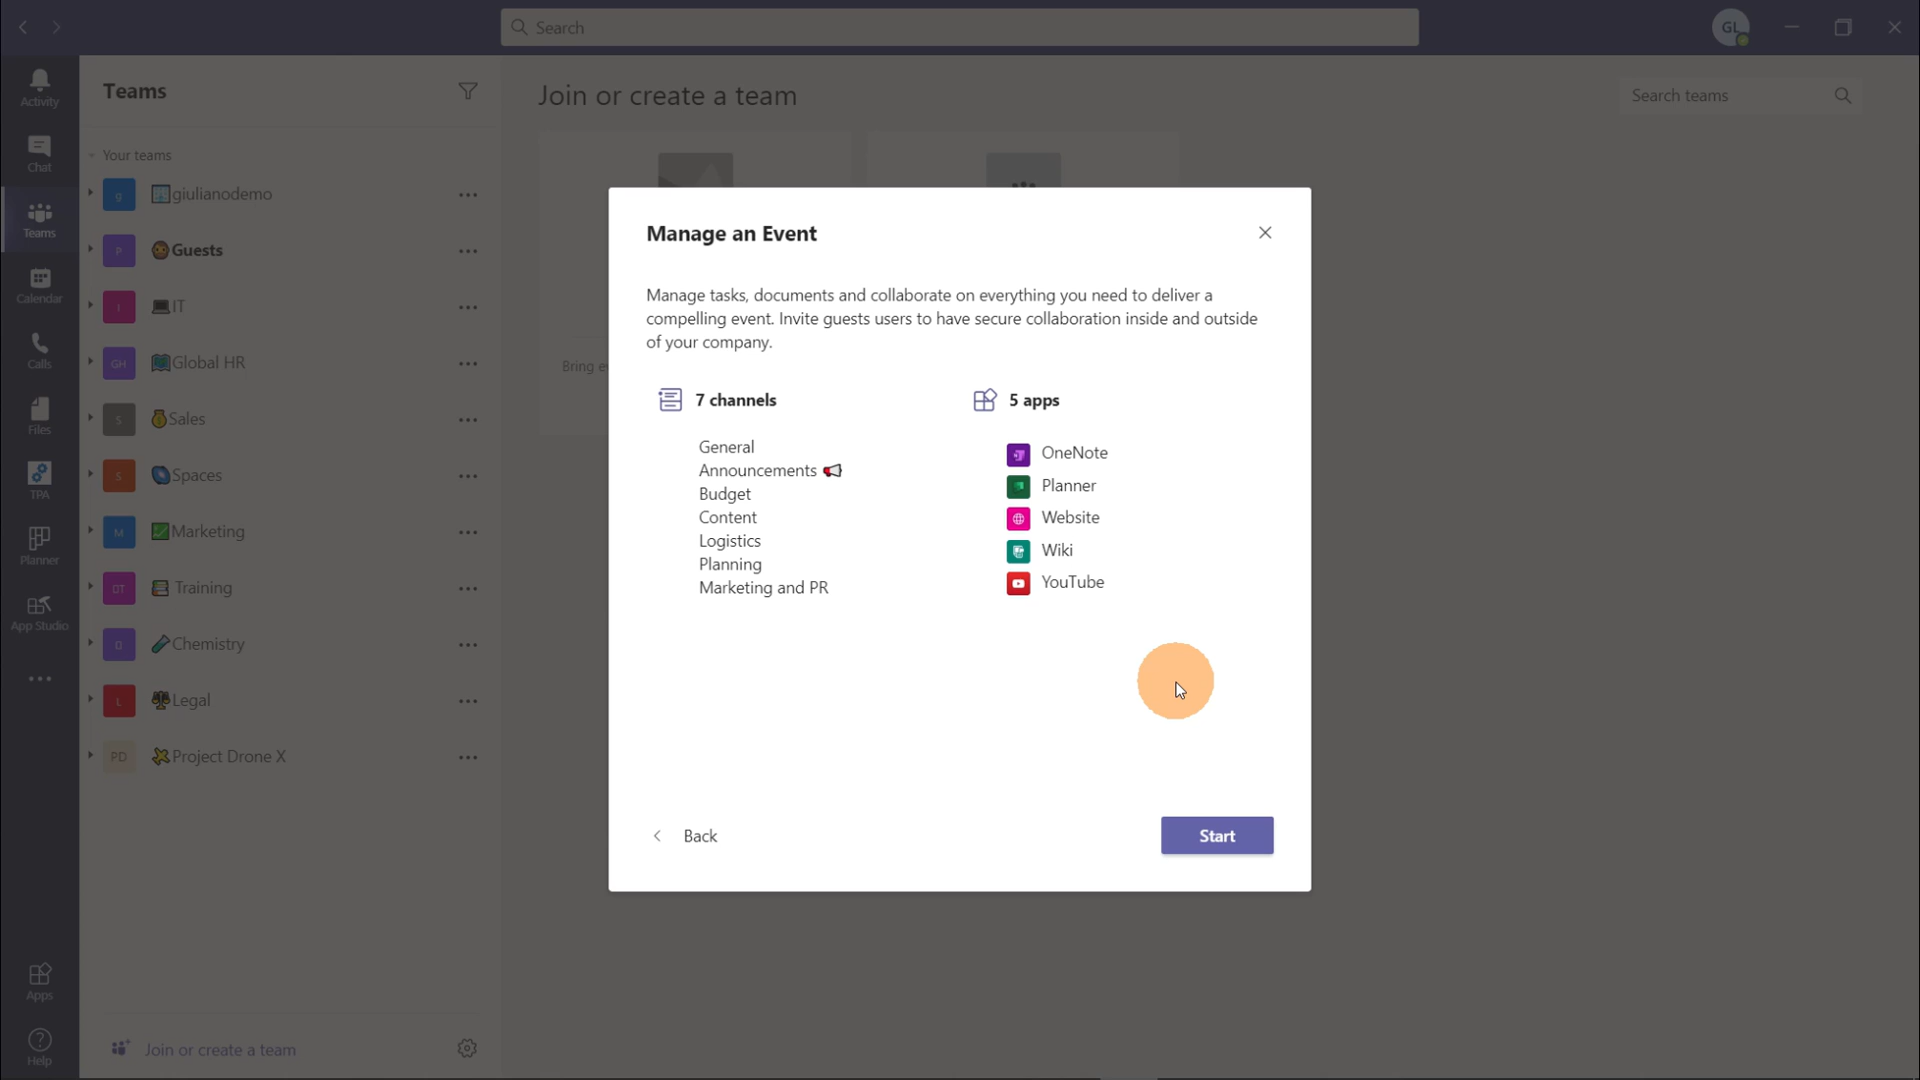 Search
GL
Activity
Chat
Teams
Calendar
Calls
Files
TPA
Planner
App Studio
Apps
Help
Teams
Your teams
g giulianodemo
P Guests
I IT
GH Global HR
S Sales
S Spaces
M Marketing
DT Training
Chemistry
L Legal
PD Project Drone X
Join or create a team
Join or create a team
Search teams
Manage an Event
Manage tasks, documents and collaborate on everything you need to deliver a
compelling event. Invite guests users to have secure collaboration inside and outside
of your company.
7 channels
General
Announcements
Budget
Content
Logistics
Planning
Marketing and PR
5 apps
OneNote
Planner
Website
Wiki
YouTube
Back
Start